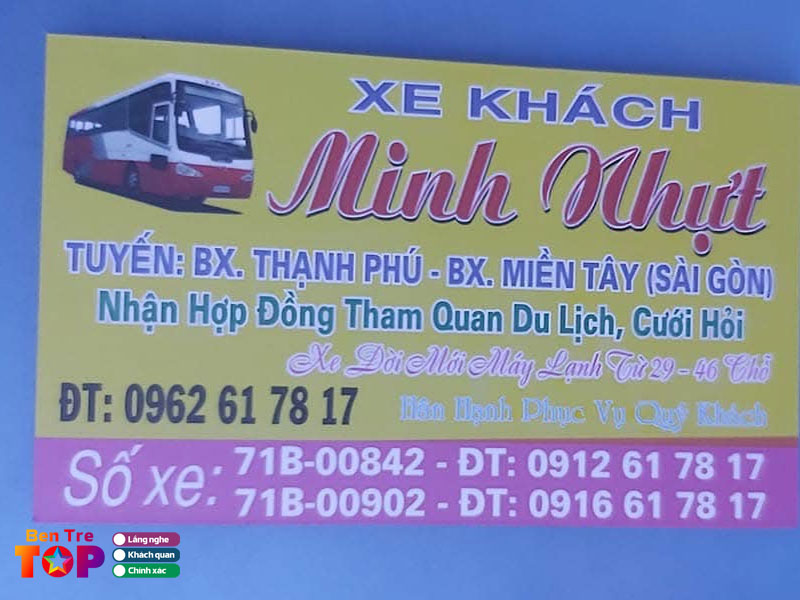 XE KHÁCH
Minh Nhựt
TUYẾN: BX. THẠNH PHÚ - BX. MIỀN TÂY (SÀI GÒN)
Nhận Hợp Đồng Tham Quan Du Lịch, Cưới Hỏi
Xe Đời Mới Máy Lạnh Từ 29 - 46 Chỗ
ĐT: 0962 61 78 17
Hân Hạnh Phục Vụ Quý Khách
Số xe:
71B-00842 - ĐT: 0912 61 78 17
71B-00902 - ĐT: 0916 61 78 17
Ben Tre
TOP
Lắng nghe
Khách quan
Chính xác